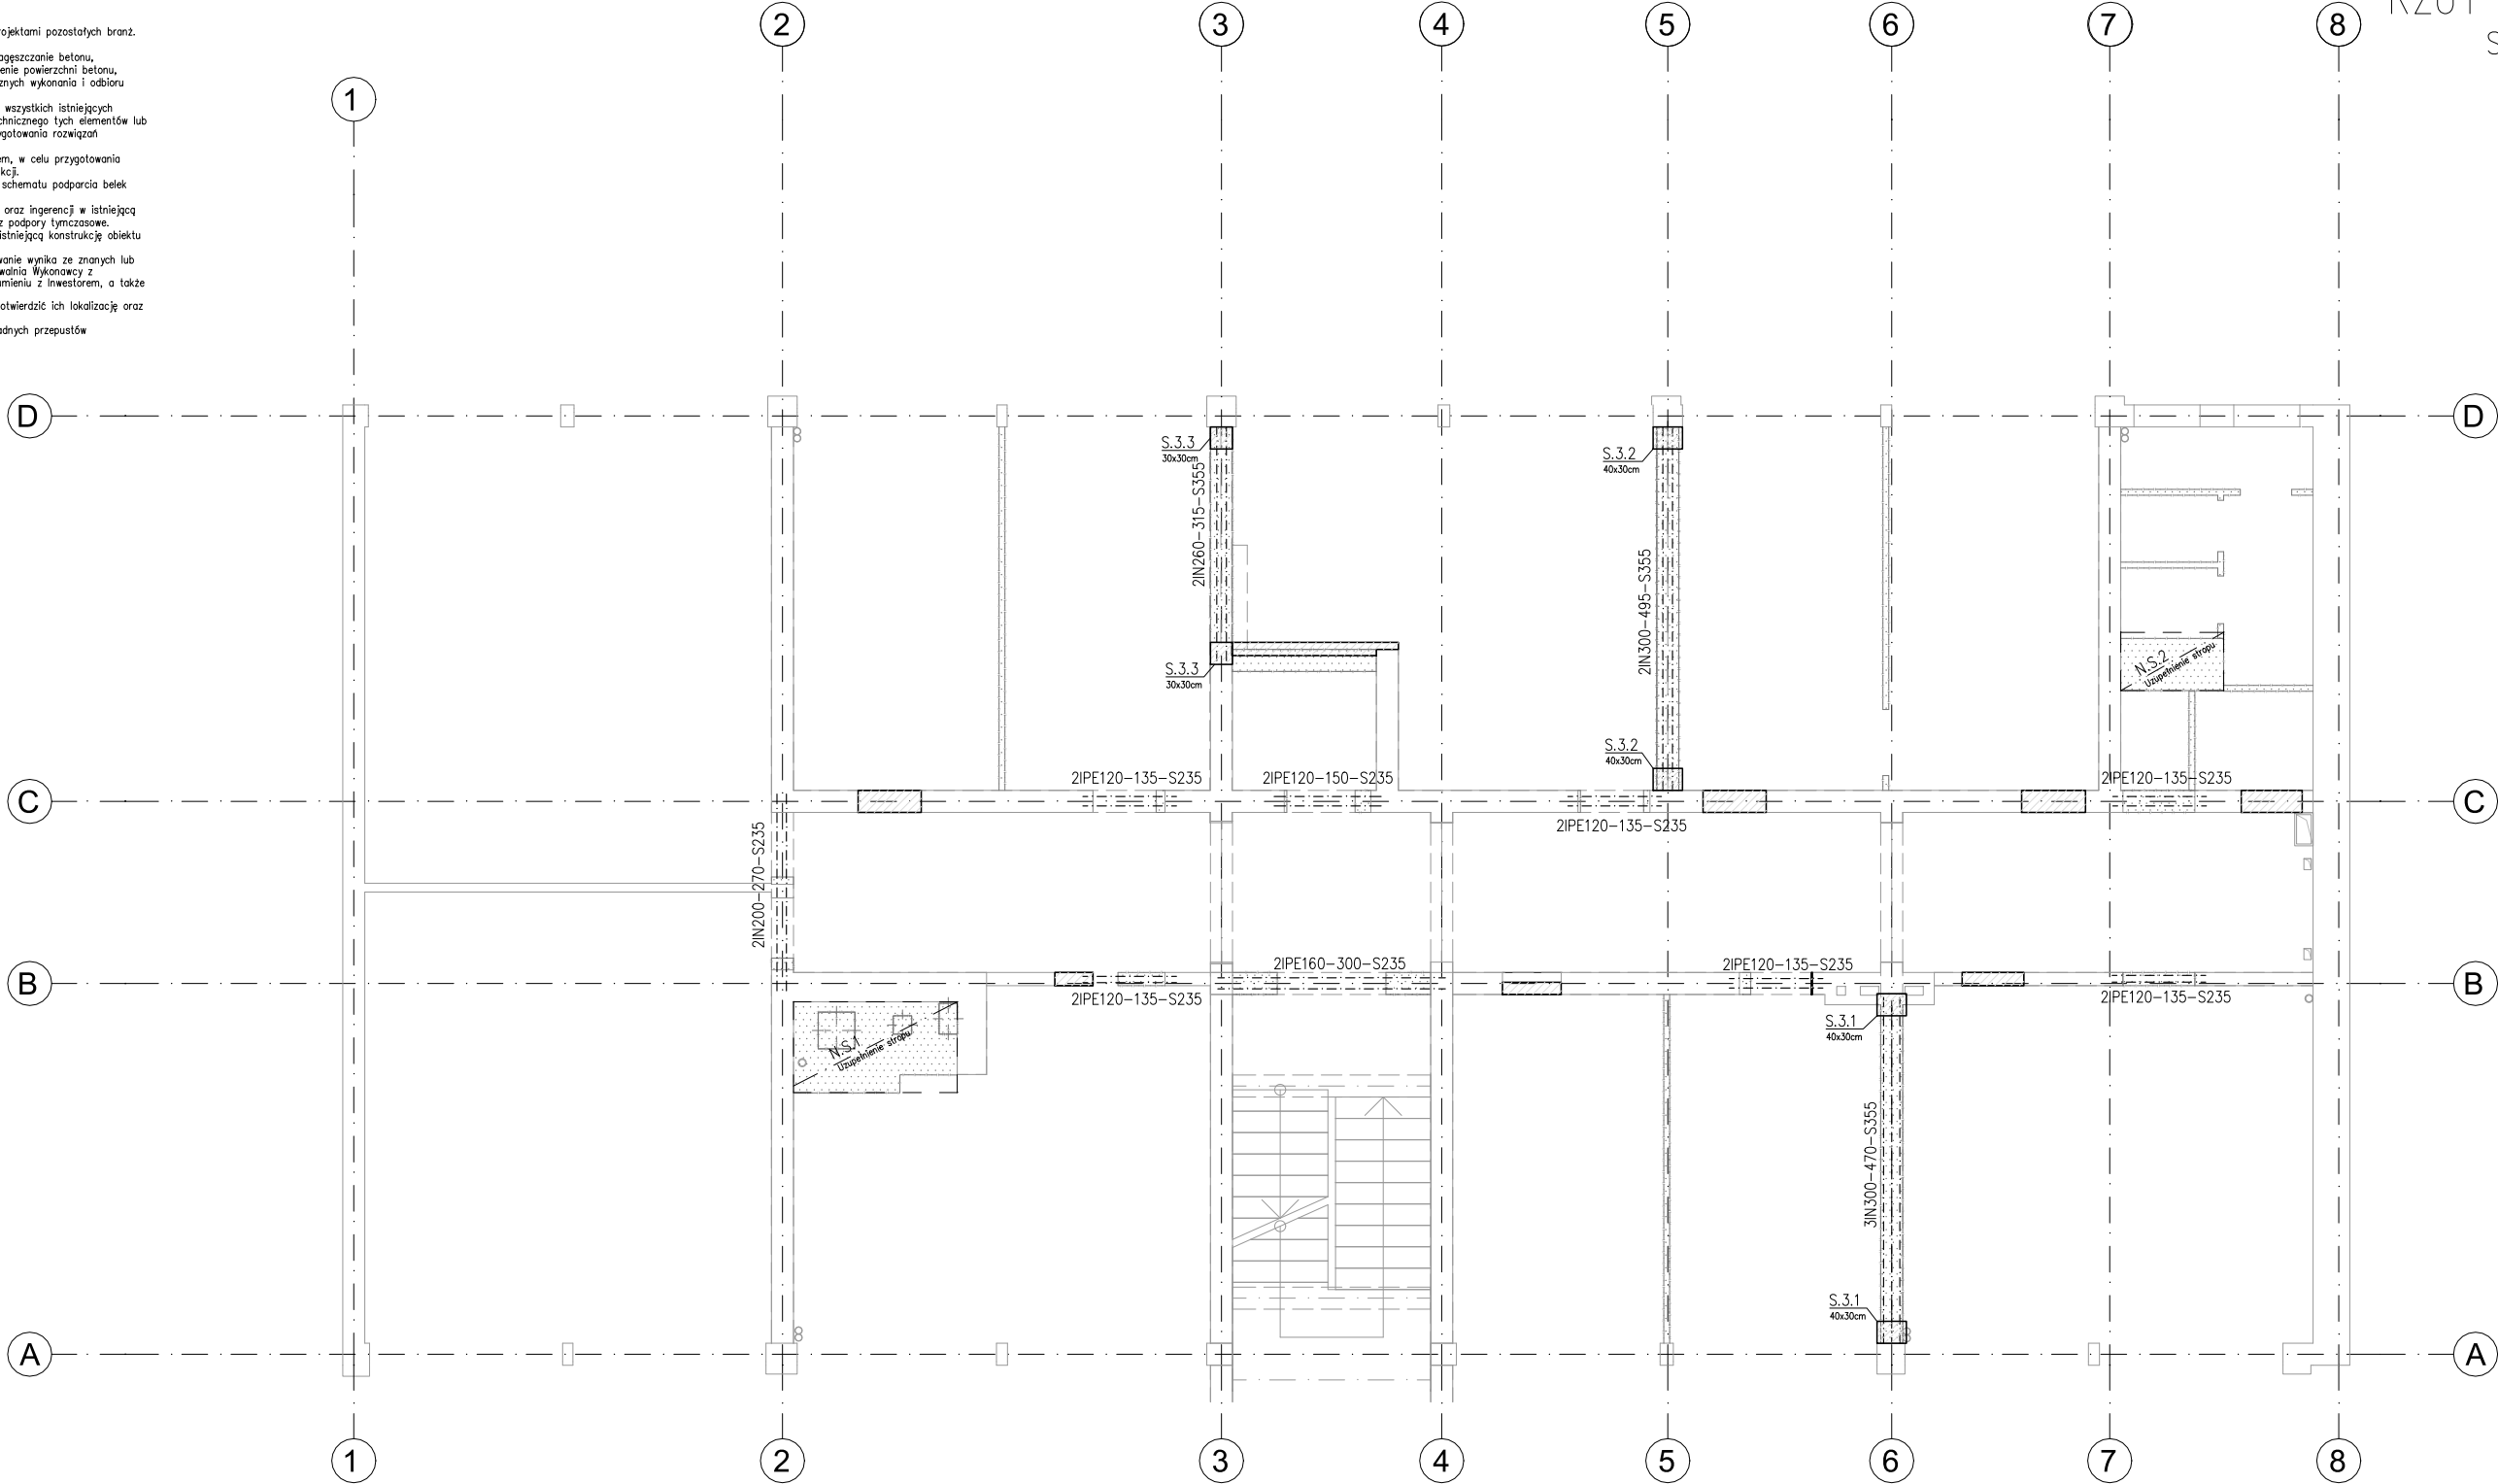 RZUT
S
2 3 4 5 6 7 8
1
ojektami pozostałych branż.
agęszczanie betonu,
enie powierzchni betonu,
znych wykonania i odbioru
wszystkich istniejących
chnicznego tych elementów lub
ygotowania rozwiązań
em, w celu przygotowania
kcji.
schematu podparcia belek
oraz ingerencji w istniejącą
z podpory tymczasowe.
istniejącą konstrukcję obiektu
wanie wynika ze znanych lub
walnia Wykonawcy z
umieniu z Inwestorem, a także
otwierdzić ich lokalizację oraz
adnych przepustów
D D
S.3.3
30x30cm
S.3.2
40x30cm
2IN260-315-S355
2IN300-495-S355
S.3.3
30x30cm
N.S.2
Uzupełnienie stropu
S.3.2
40x30cm
2IPE120-135-S235 2IPE120-150-S235 2IPE120-135-S235
C C
2IPE120-135-S235
2IN200-270-S235
2IPE160-300-S235 2IPE120-135-S235
B B
2IPE120-135-S235 2IPE120-135-S235
S.3.1
40x30cm
N.S.1
Uzupełnienie stropu
3IN300-470-S355
S.3.1
40x30cm
A A
1 2 3 4 5 6 7 8